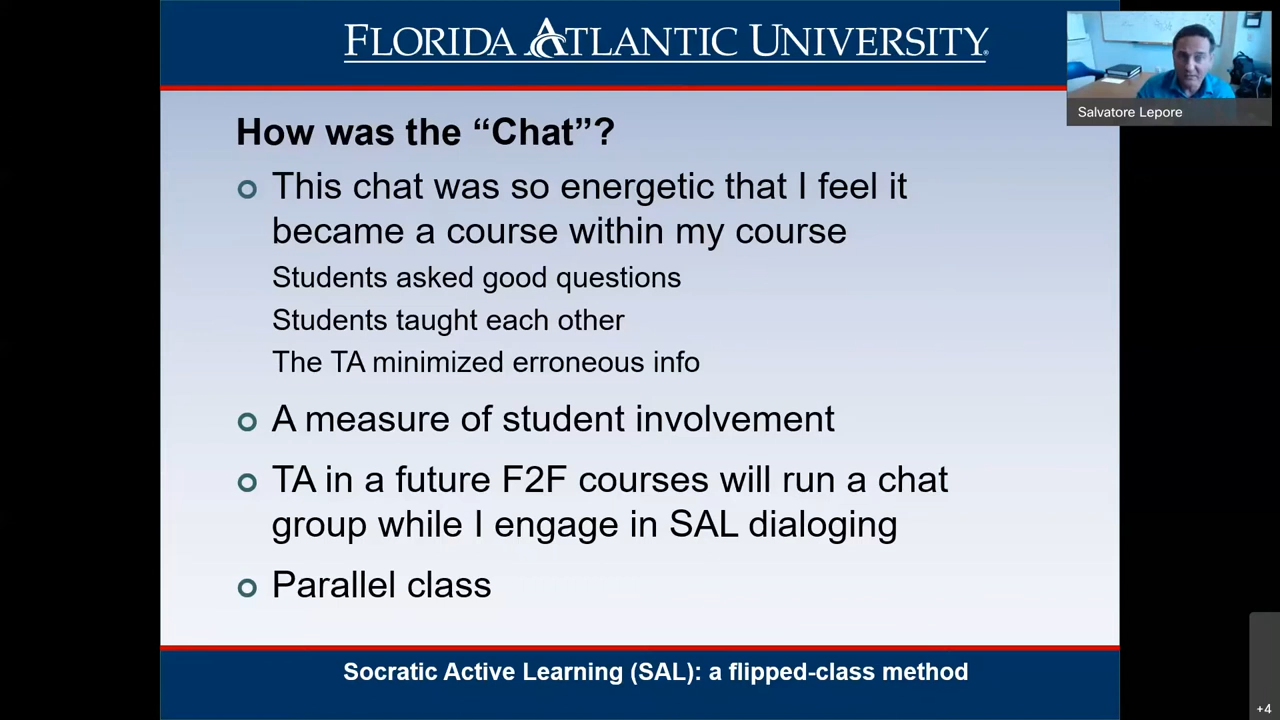 FLORIDA ATLANTIC UNIVERSITY®
Salvatore Lepore
How was the “Chat”?
This chat was so energetic that I feel it
became a course within my course
Students asked good questions
Students taught each other
The TA minimized erroneous info
A measure of student involvement
TA in a future F2F courses will run a chat
group while I engage in SAL dialoging
Parallel class
Socratic Active Learning (SAL): a flipped-class method
+4